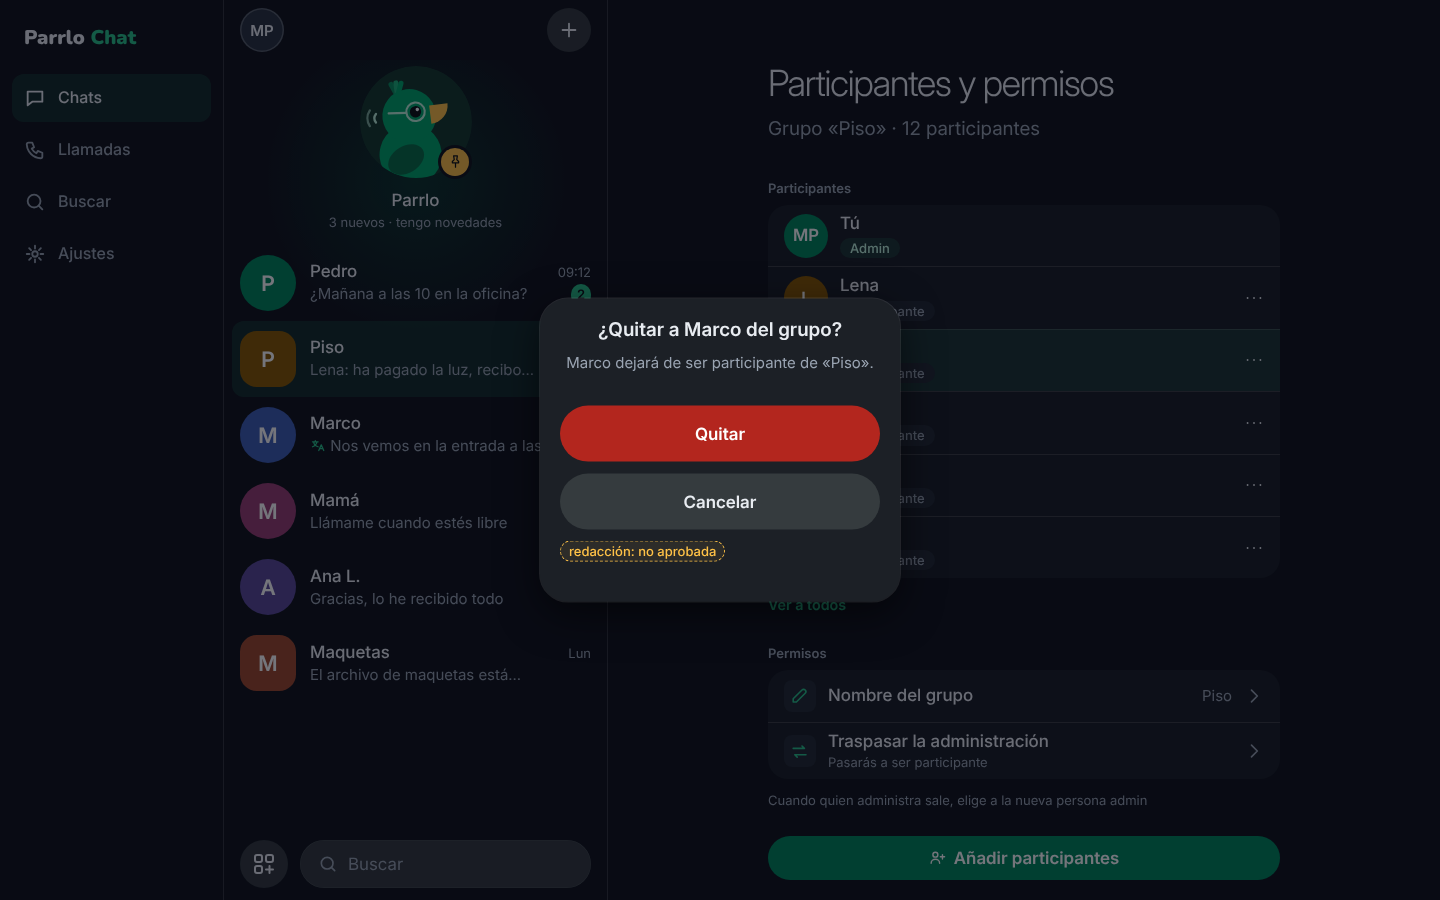 Parrlo Chat
Chats
Llamadas
Buscar
Ajustes
MP
Parrlo
3 nuevos · tengo novedades
P
Pedro
09:12
¿Mañana a las 10 en la oficina?
2
P
Piso
Lena: ha pagado la luz, recibo...
M
Marco
Nos vemos en la entrada a las
M
Mamá
Llámame cuando estés libre
A
Ana L.
Gracias, lo he recibido todo
M
Maquetas
Lun
El archivo de maquetas está...
Buscar
Participantes y permisos
Grupo «Piso» · 12 participantes
Participantes
MP
Tú
Admin
Lena
¿Quitar a Marco del grupo?
Marco dejará de ser participante de «Piso».
Quitar
Cancelar
redacción: no aprobada
Ver a todos
Permisos
Nombre del grupo
Piso
Traspasar la administración
Pasarás a ser participante
Cuando quien administra sale, elige a la nueva persona admin
Añadir participantes